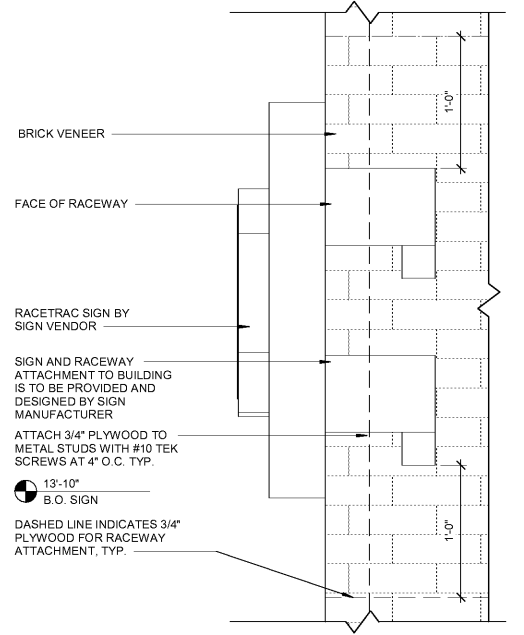 1'-0"
BRICK VENEER
FACE OF RACEWAY
RACETRAC SIGN BY
SIGN VENDOR
SIGN AND RACEWAY
ATTACHMENT TO BUILDING
IS TO BE PROVIDED AND
DESIGNED BY SIGN
MANUFACTURER
ATTACH 3/4" PLYWOOD TO
METAL STUDS WITH #10 TEK
SCREWS AT 4" O.C. TYP.
13'-10"
B.O. SIGN
1'-0"
DASHED LINE INDICATES 3/4"
PLYWOOD FOR RACEWAY
ATTACHMENT, TYP.